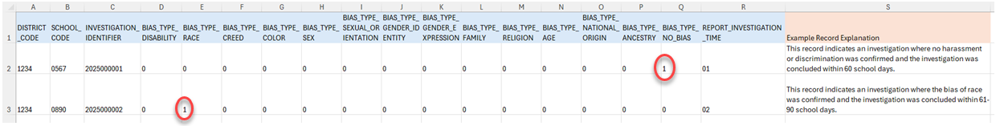 A B C D E F G H I J K L M N O P Q R S
1 DISTRICT_CODE SCHOOL_CODE INVESTIGATION_IDENTIFIER BIAS_TYPE_DISABILITY BIAS_TYPE_RACE BIAS_TYPE_CREED BIAS_TYPE_COLOR BIAS_TYPE_SEX BIAS_TYPE_SEXUAL_ORIENTATION BIAS_TYPE_GENDER_IDENTITY BIAS_TYPE_GENDER_EXPRESSION BIAS_TYPE_FAMILY BIAS_TYPE_RELIGION BIAS_TYPE_AGE BIAS_TYPE_NATIONAL_ORIGIN BIAS_TYPE_ANCESTRY BIAS_TYPE_NO_BIAS REPORT_INVESTIGATION_TIME Example Record Explanation
2 1234 0567 2025000001 0 0 0 0 0 0 0 0 0 0 0 0 0 1 01 This record indicates an investigation where no harassment
or discrimination was confirmed and the investigation was
concluded within 60 school days.
3 1234 0890 2025000002 0 1 0 0 0 0 0 0 0 0 0 0 0 0 02 This record indicates an investigation where the bias of race
was confirmed and the investigation was concluded within 61-
90 school days.